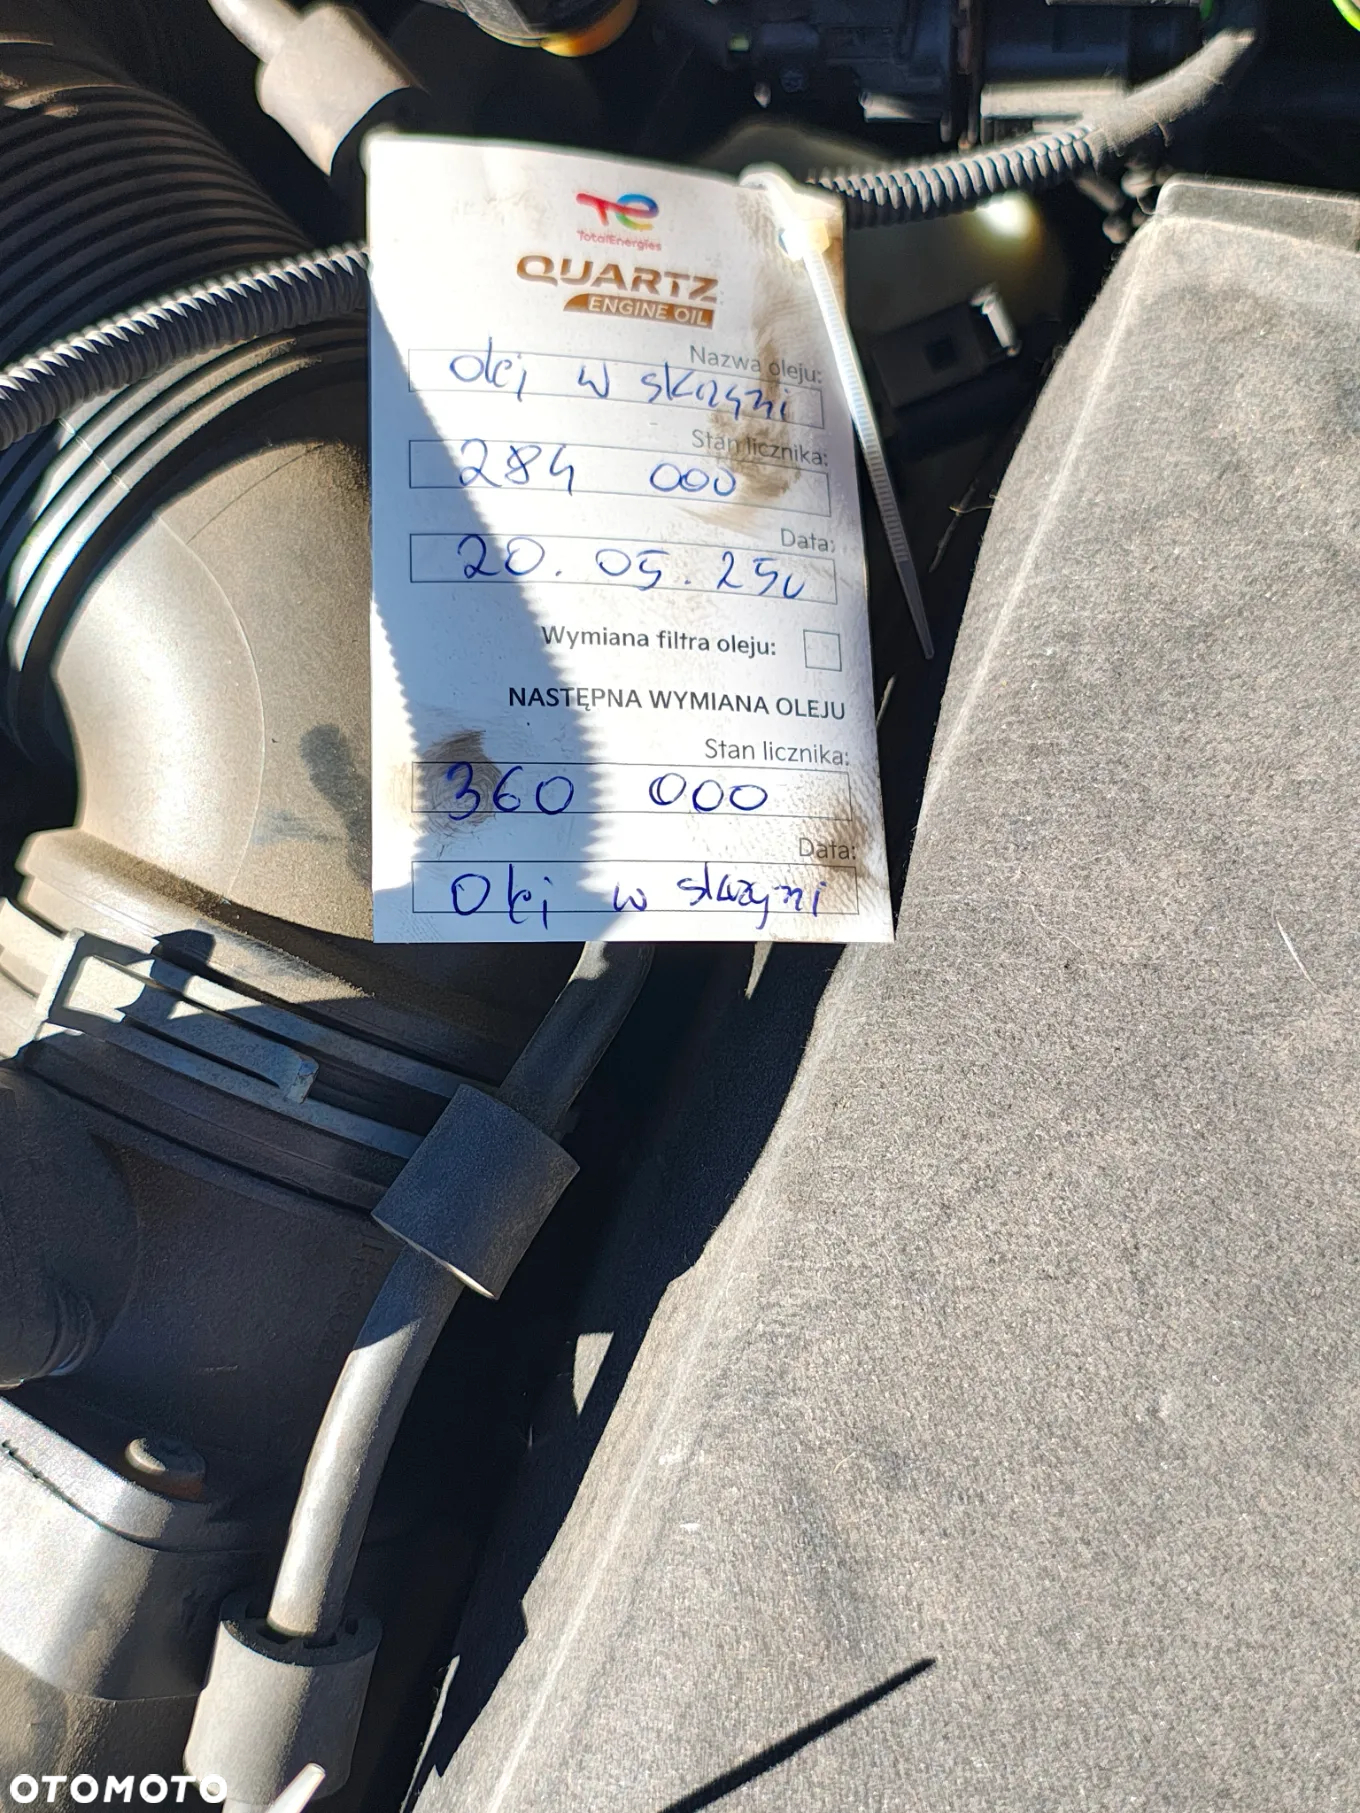 TotalEnergies
QUARTZ
ENGINE OIL
Nazwa oleju:
olej w skrzyni
Stan licznika:
284 000
Data:
20.05.25r
Wymiana filtra oleju:
NASTĘPNA WYMIANA OLEJU
Stan licznika:
360 000
Data:
Olej w skrzyni
OTOMOTO